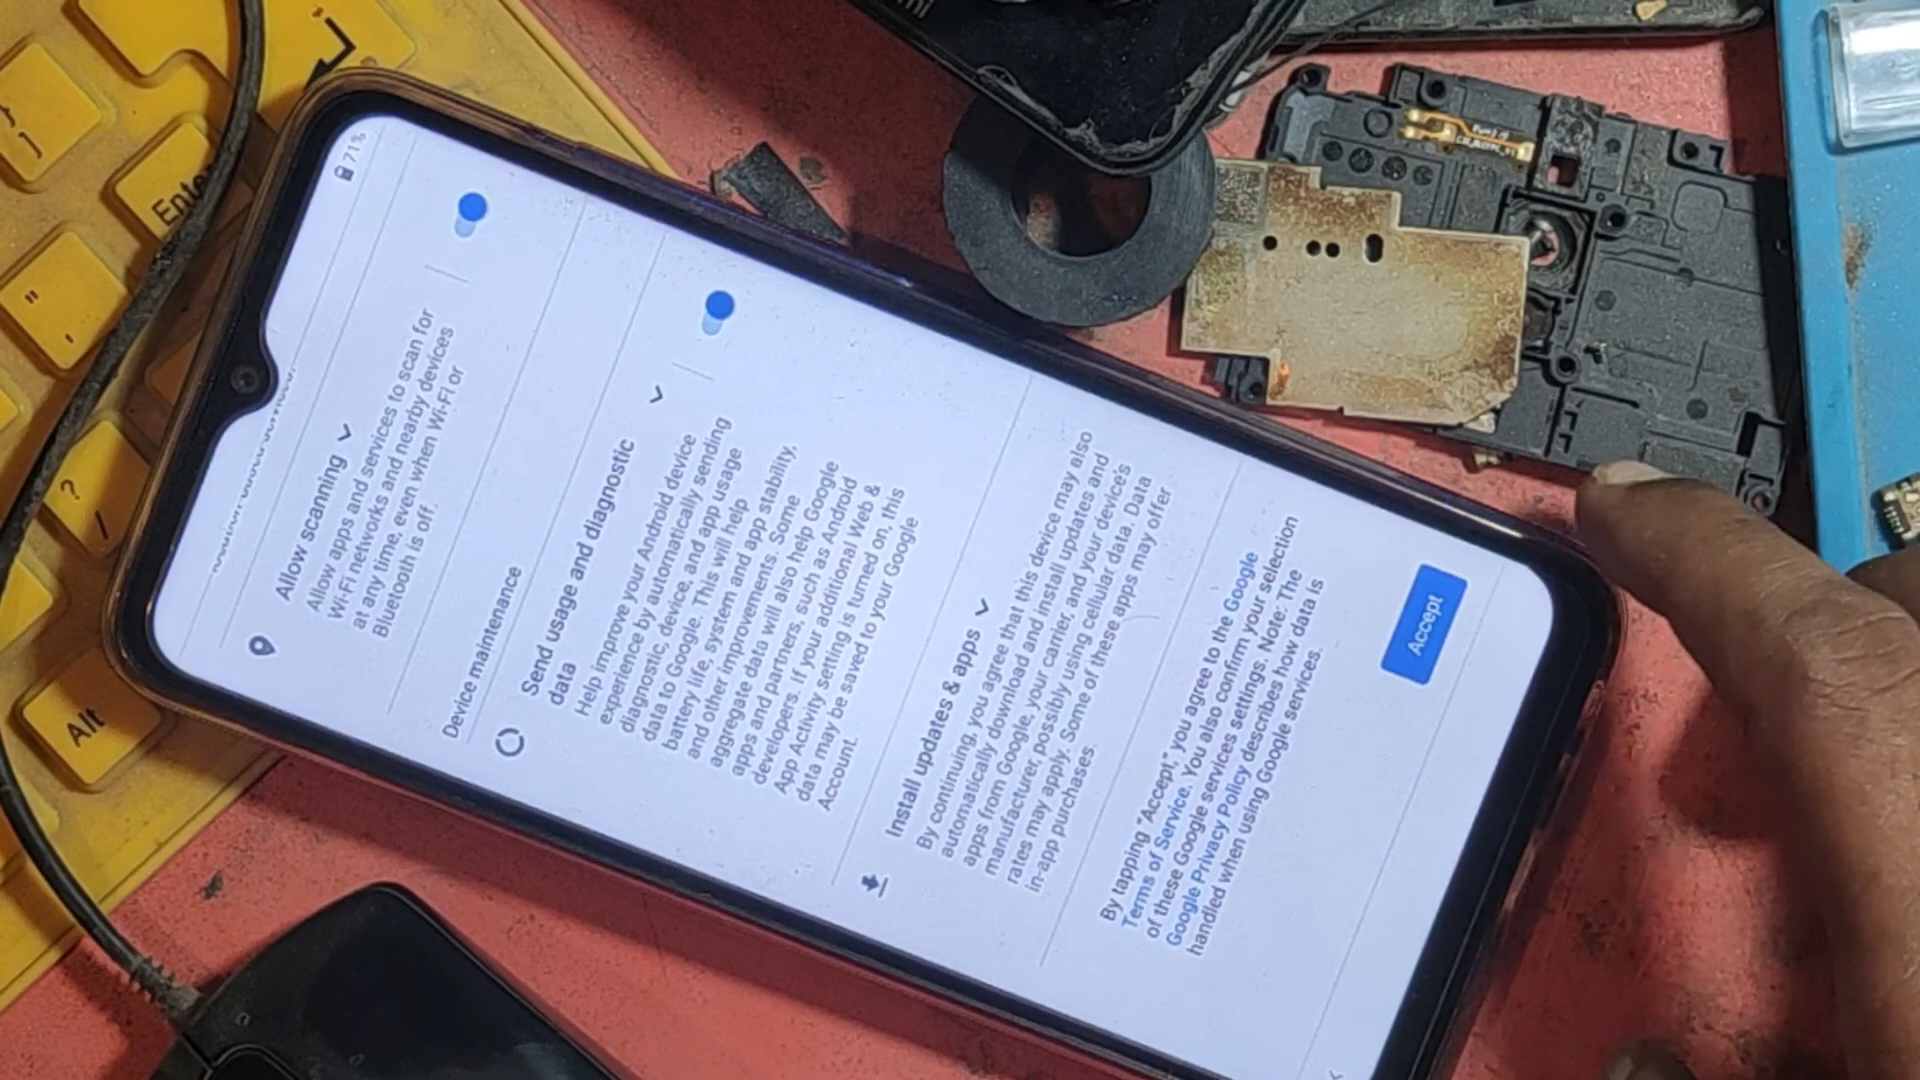 71%
Allow scanning
Allow apps and services to scan for
Wi-Fi networks and nearby devices
at any time, even when Wi-Fi or
Bluetooth is off.
Device maintenance
Send usage and diagnostic
data
Help improve your Android device
experience by automatically sending
diagnostic, device, and app usage
data to Google. This will help
battery life, system and app stability,
and other improvements. Some
aggregate data will also help Google
apps and partners, such as Android
developers. If your additional Web &
App Activity setting is turned on, this
data may be saved to your Google
Account.
Install updates & apps
By continuing, you agree that this device may also
automatically download and install updates and
apps from Google, your carrier, and your device's
manufacturer, possibly using cellular data. Data
rates may apply. Some of these apps may offer
in-app purchases.
By tapping "Accept," you agree to the Google
Terms of Service. You also confirm your selection
of these Google services settings. Note: The
Google Privacy Policy describes how data is
handled when using Google services.
Accept
Enter
"
,
?
/
Alt
}
]